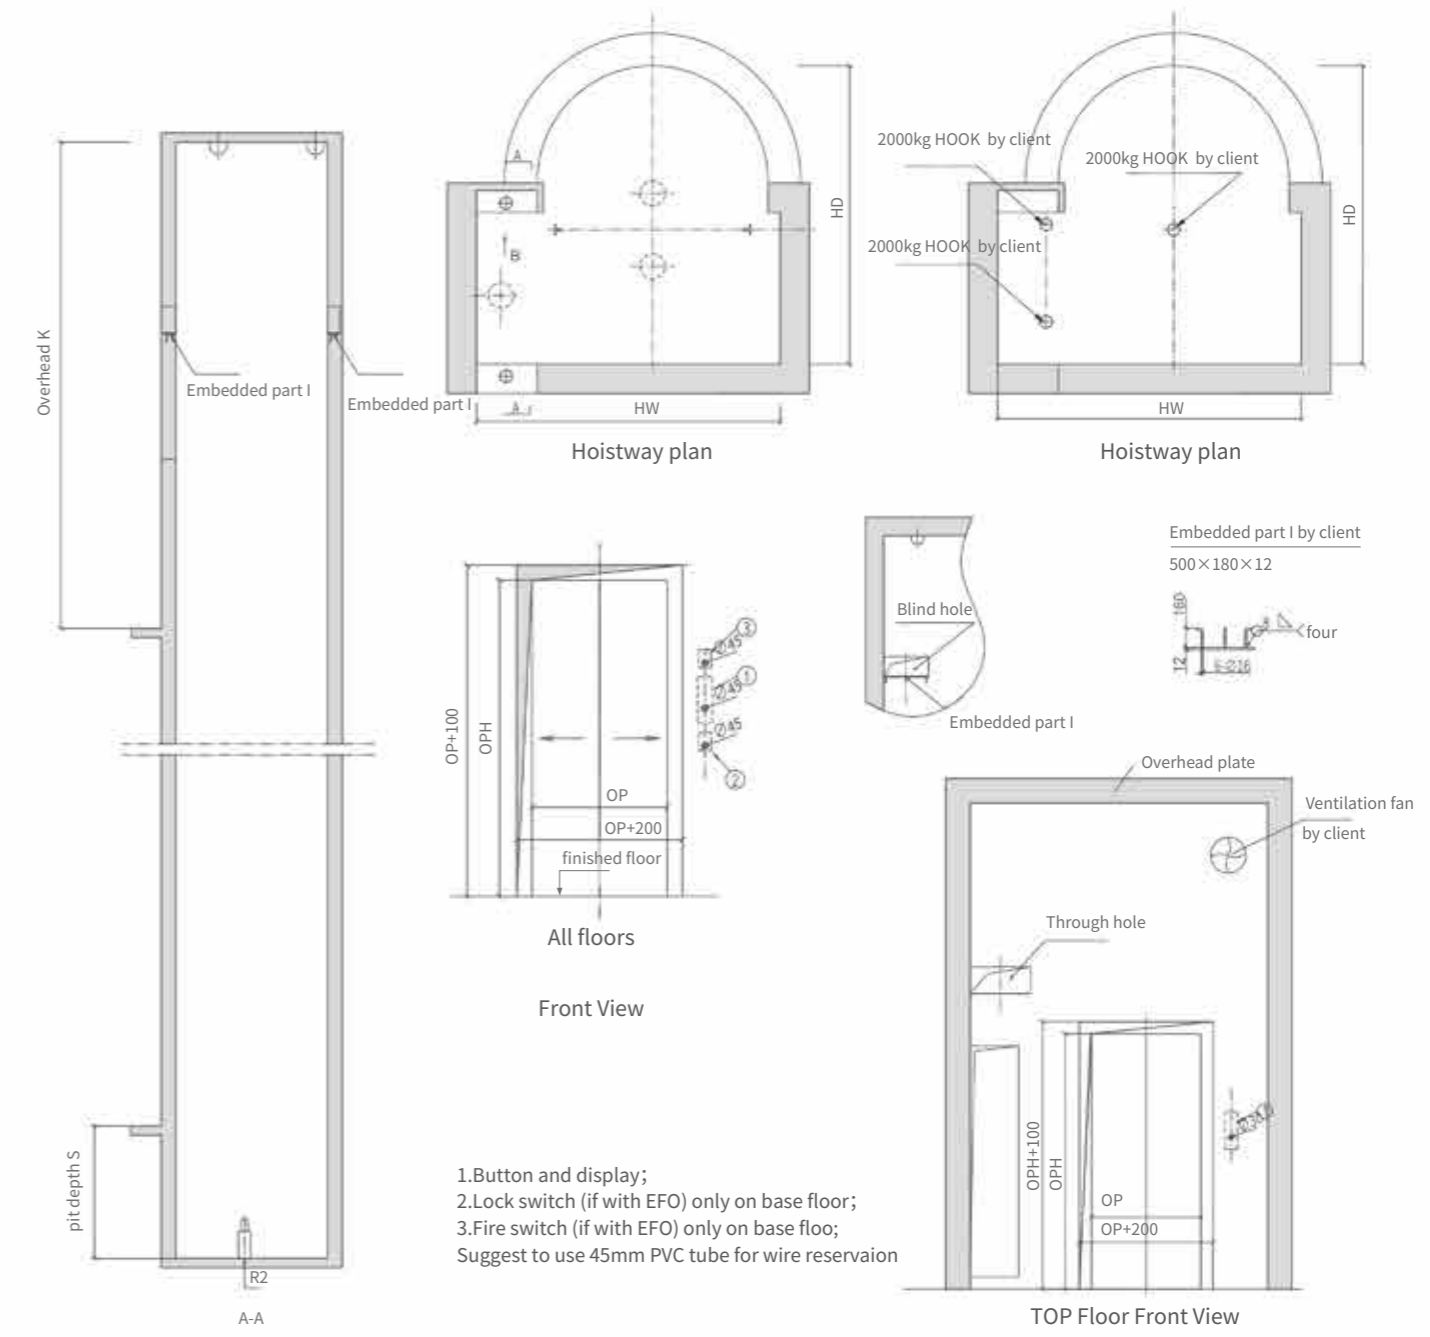 Overhead K
Embedded part I
Embedded part I
pit depth S
R2
A-A
A
B
A
HD
HW
Hoistway plan
2000kg HOOK by client
2000kg HOOK by client
2000kg HOOK by client
HD
HW
Hoistway plan
OP+100
OPH
OP
OP+200
finished floor
Ø45
3
Ø45
1
Ø45
2
All floors
Front View
Blind hole
Embedded part I
Embedded part I by client
500×180×12
180
12
four
Overhead plate
Ventilation fan
by client
Through hole
OPH+100
OPH
OP
OP+200
TOP Floor Front View
1.Button and display;
2.Lock switch (if with EFO) only on base floor;
3.Fire switch (if with EFO) only on base floo;
Suggest to use 45mm PVC tube for wire reservaion